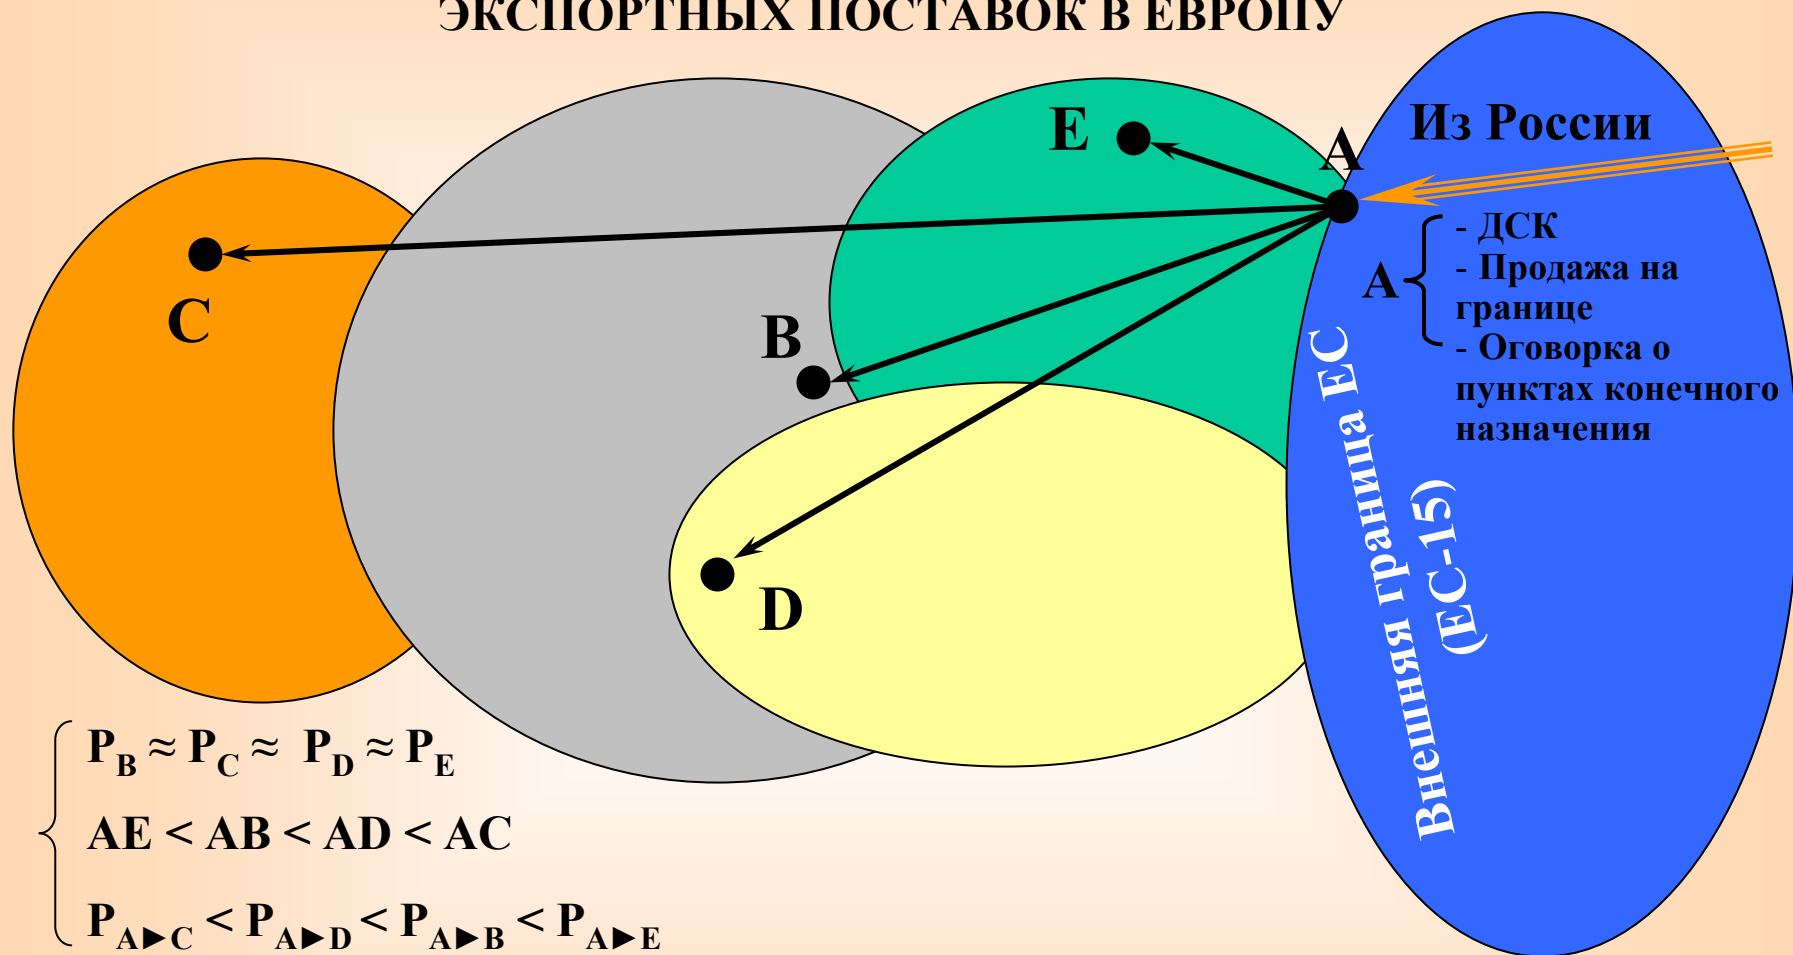 ЭКСПОРТНЫХ ПОСТАВОК В ЕВРОПУ
E
A
Из России
C
B
D
A
- ДСК
- Продажа на
границе
- Оговорка о
пунктах конечного
назначения
Внешняя граница ЕС
(ЕС-15)
P_B ≈ P_C ≈ P_D ≈ P_E
AE < AB < AD < AC
P_A►C < P_A►D < P_A►B < P_A►E